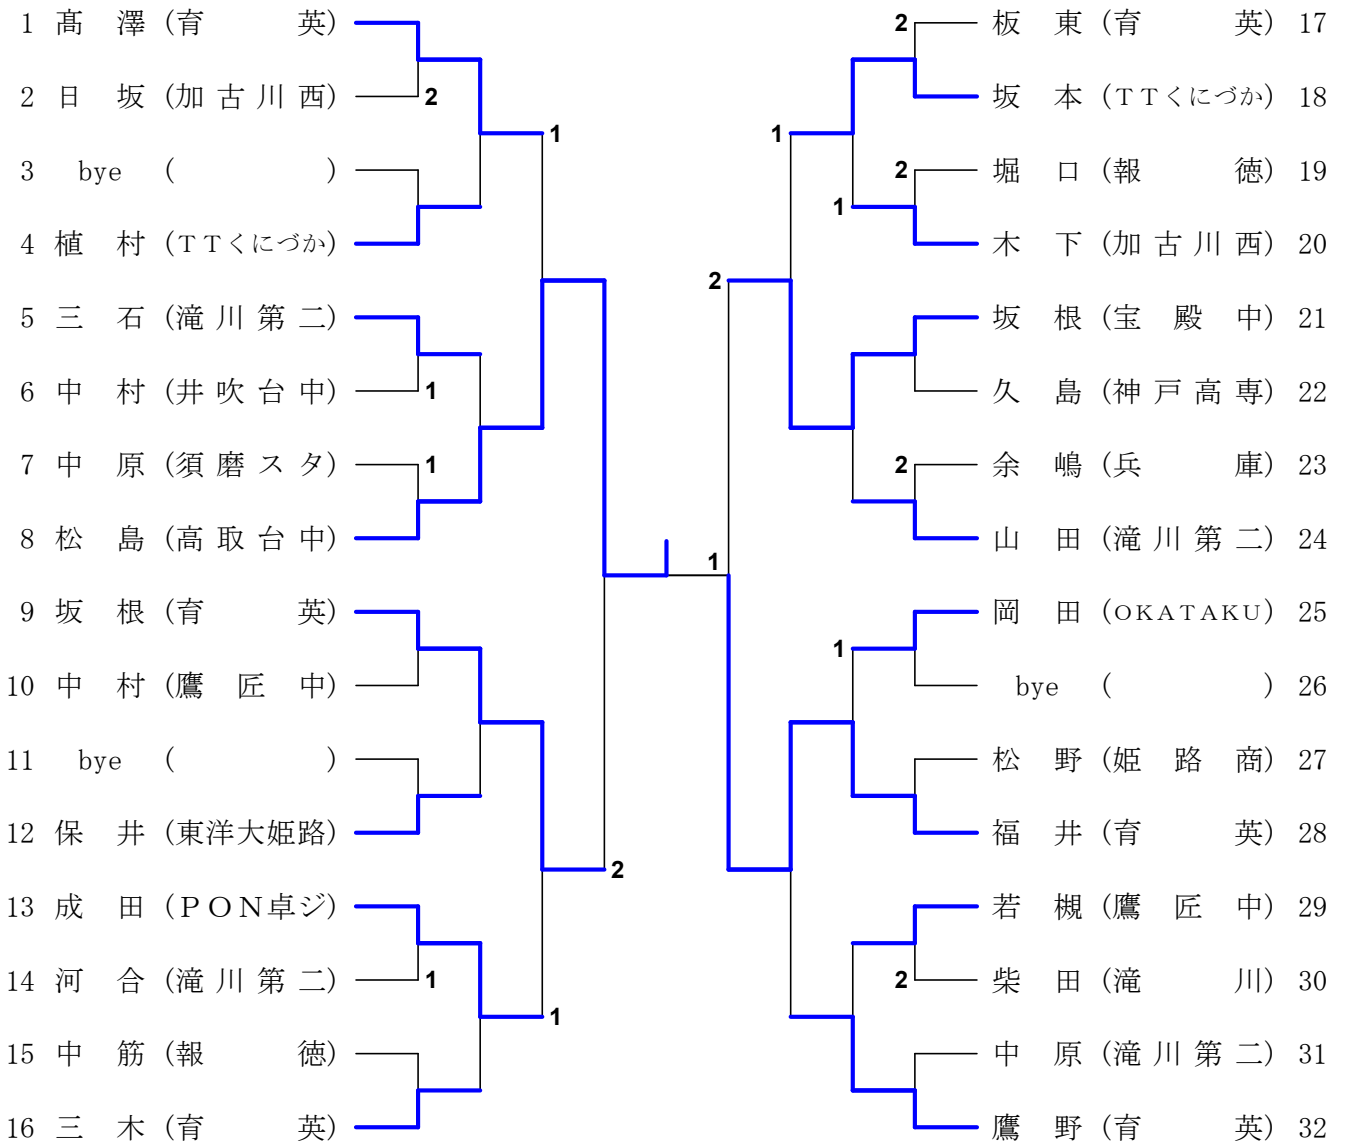 1 髙 澤 (育 英) 2 板 東 (育 英) 17
2 日 坂 (加 古 川 西) 2 坂 本 (TTくにづか) 18
1 1
3 bye ( ) 2 堀 口 (報 徳) 19
1
4 植 村 (TTくにづか) 木 下 (加 古 川 西) 20
2
5 三 石 (滝 川 第 二) 坂 根 (宝 殿 中) 21
6 中 村 (井 吹 台 中) 1 久 島 (神 戸 高 専) 22
7 中 原 (須 磨 ス タ) 1 2 余 嶋 (兵 庫) 23
8 松 島 (高 取 台 中) 山 田 (滝 川 第 二) 24
1
9 坂 根 (育 英) 岡 田 (OKATAKU) 25
1
10 中 村 (鷹 匠 中) bye ( ) 26
11 bye ( ) 松 野 (姫 路 商) 27
12 保 井 (東洋大姫路) 福 井 (育 英) 28
2
13 成 田 (PON卓ジ) 若 槻 (鷹 匠 中) 29
14 河 合 (滝 川 第 二) 1 2 柴 田 (滝 川) 30
1
15 中 筋 (報 徳) 中 原 (滝 川 第 二) 31
16 三 木 (育 英) 鷹 野 (育 英) 32